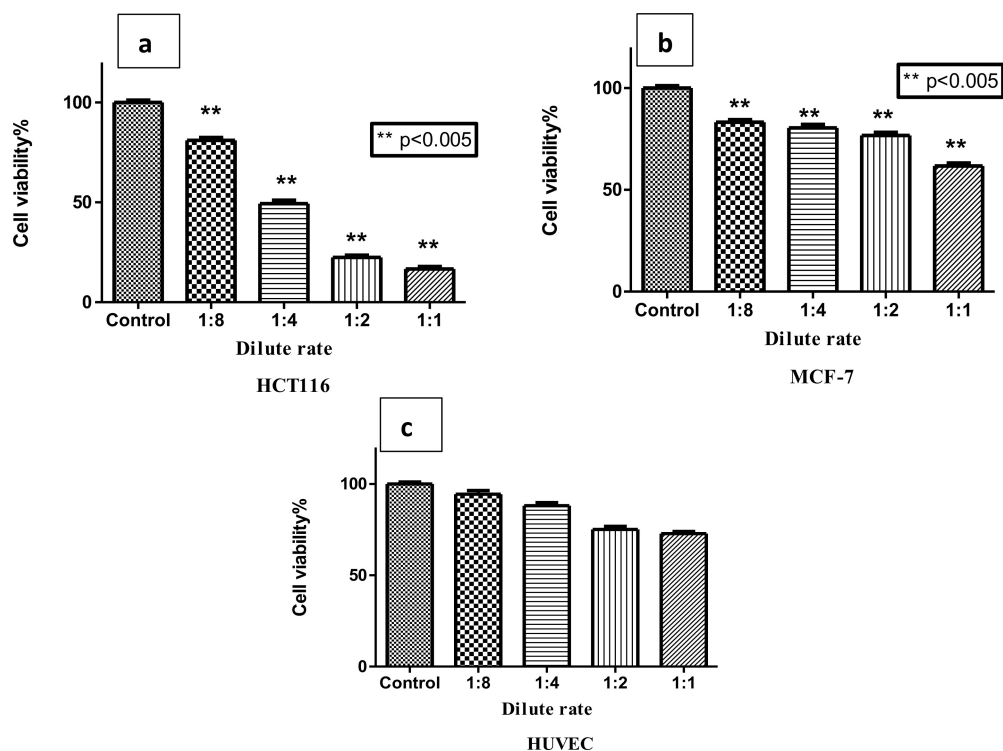 a
Cell viability%
100
50
0
**
**
**
**
** p<0.005
Control 1:8 1:4 1:2 1:1
Dilute rate
HCT116
b
Cell viability%
100
50
0
**
**
**
**
** p<0.005
Control 1:8 1:4 1:2 1:1
Dilute rate
MCF-7
c
Cell viability%
100
50
0
Control 1:8 1:4 1:2 1:1
Dilute rate
HUVEC